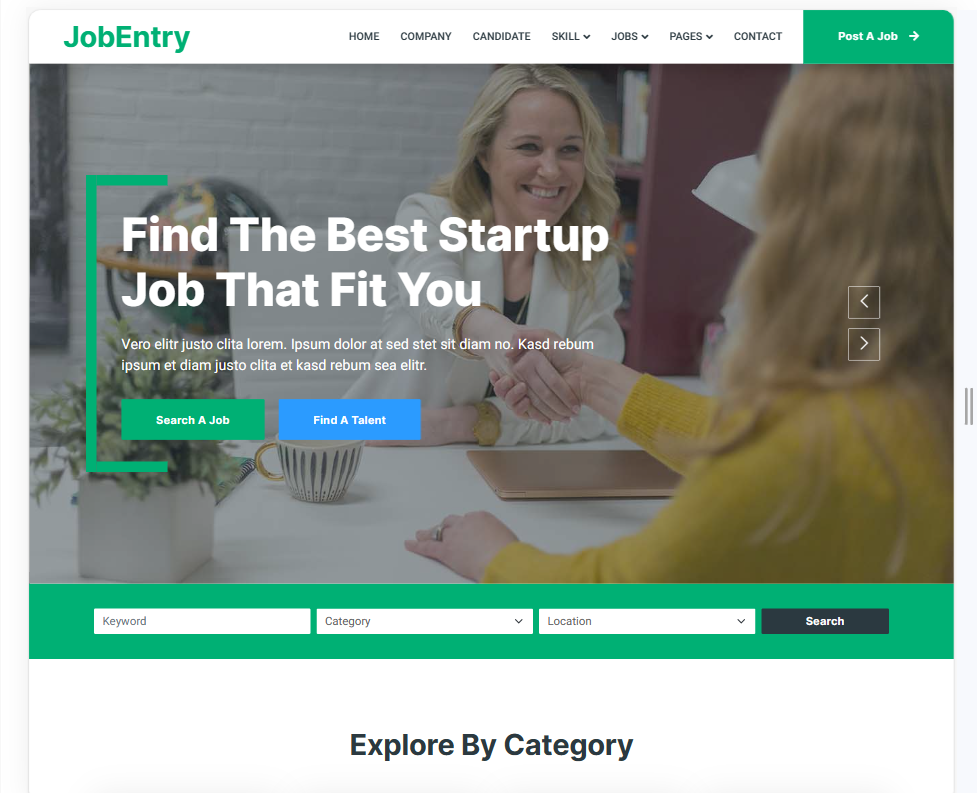 JobEntry
HOME COMPANY CANDIDATE SKILL JOBS PAGES CONTACT Post A Job
Find The Best Startup
Job That Fit You
Vero elitr justo clita lorem. Ipsum dolor at sed stet sit diam no. Kasd rebum
ipsum et diam justo clita et kasd rebum sea elitr.
Search A Job Find A Talent
Keyword Category Location Search
Explore By Category